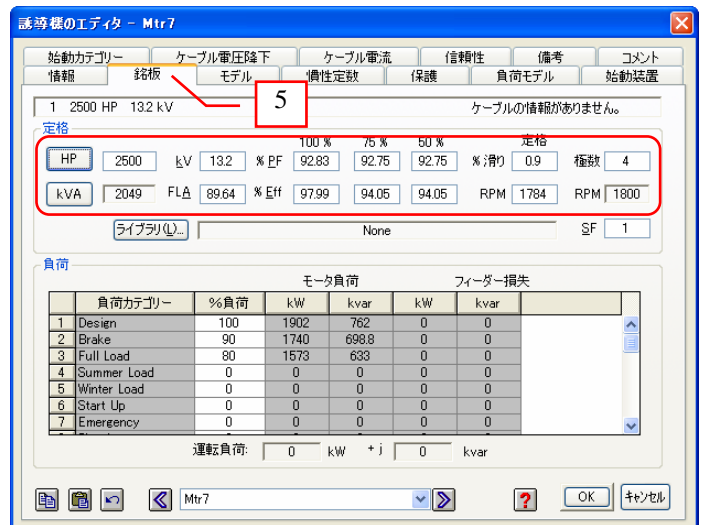 誘導機のエディタ - Mtr7
始動カテゴリー ケーブル電圧降下 ケーブル電流 信頼性 備考 コメント
情報 銘板 モデル 慣性定数 保護 負荷モデル 始動装置
5
1 2500 HP 13.2 kV ケーブルの情報がありません。
定格
100 % 75 % 50 % 定格
HP 2500 kV 13.2 % PF 92.83 92.75 92.75 % 滑り 0.9 極数 4
kVA 2049 FLA 89.64 % Eff 97.99 94.05 94.05 RPM 1784 RPM 1800
ライブラリ(L)... None SF 1
負荷
モータ負荷 フィーダー損失
負荷カテゴリー %負荷 kW kvar kW kvar
1 Design 100 1902 762 0 0
2 Brake 90 1740 698.8 0 0
3 Full Load 80 1573 633 0 0
4 Summer Load 0 0 0 0 0
5 Winter Load 0 0 0 0 0
6 Start Up 0 0 0 0 0
7 Emergency 0 0 0 0 0
運転負荷: 0 kW + j 0 kvar
Mtr7 ? OK キャンセル